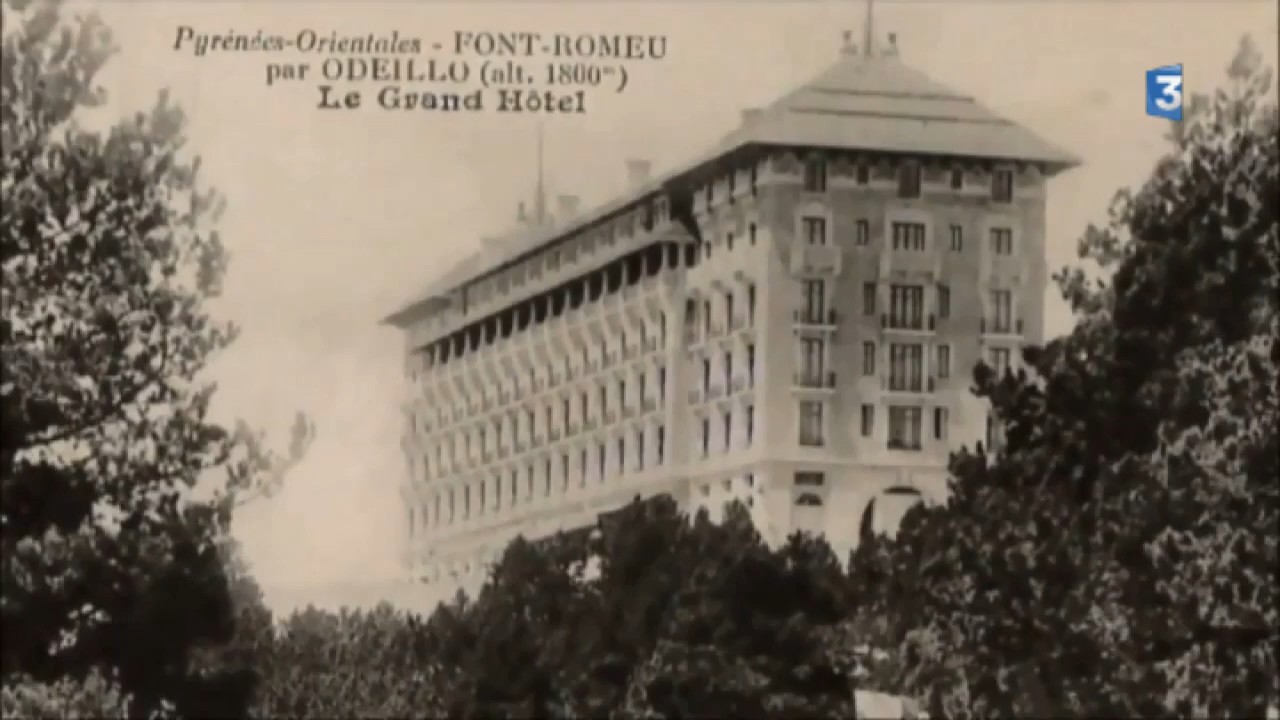 Pyrénées-Orientales - FONT-ROMEU
par ODEILLO (alt. 1800m)
Le Grand Hôtel
3